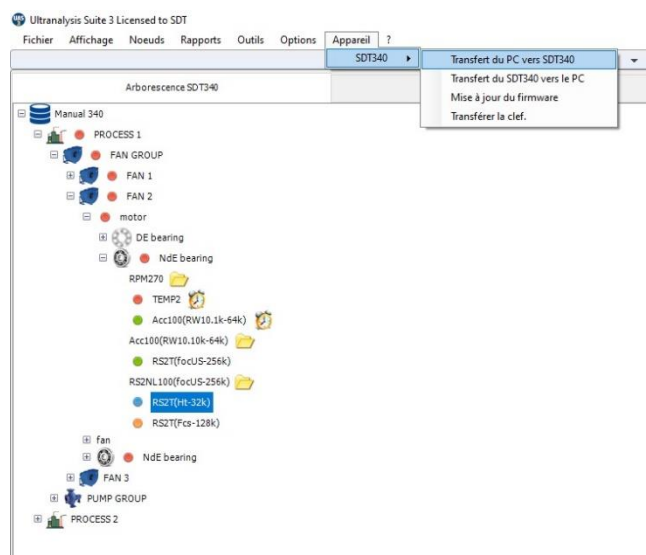 Ultranalysis Suite 3 Licensed to SDT
Fichier Affichage Noeuds Rapports Outils Options Appareil ?
SDT340
Transfert du PC vers SDT340
Transfert du SDT340 vers le PC
Mise à jour du firmware
Transférer la clef.
Arborescence SDT340
Manual 340
PROCESS 1
FAN GROUP
FAN 1
FAN 2
motor
DE bearing
NdE bearing
RPM270
TEMP2
Acc100(RW10.1k-64k)
Acc100(RW10.10k-64k)
RS2T(focUS-256k)
RS2NL100(focUS-256k)
RS2T(Ht-32k)
RS2T(Fcs-128k)
fan
NdE bearing
FAN 3
PUMP GROUP
PROCESS 2